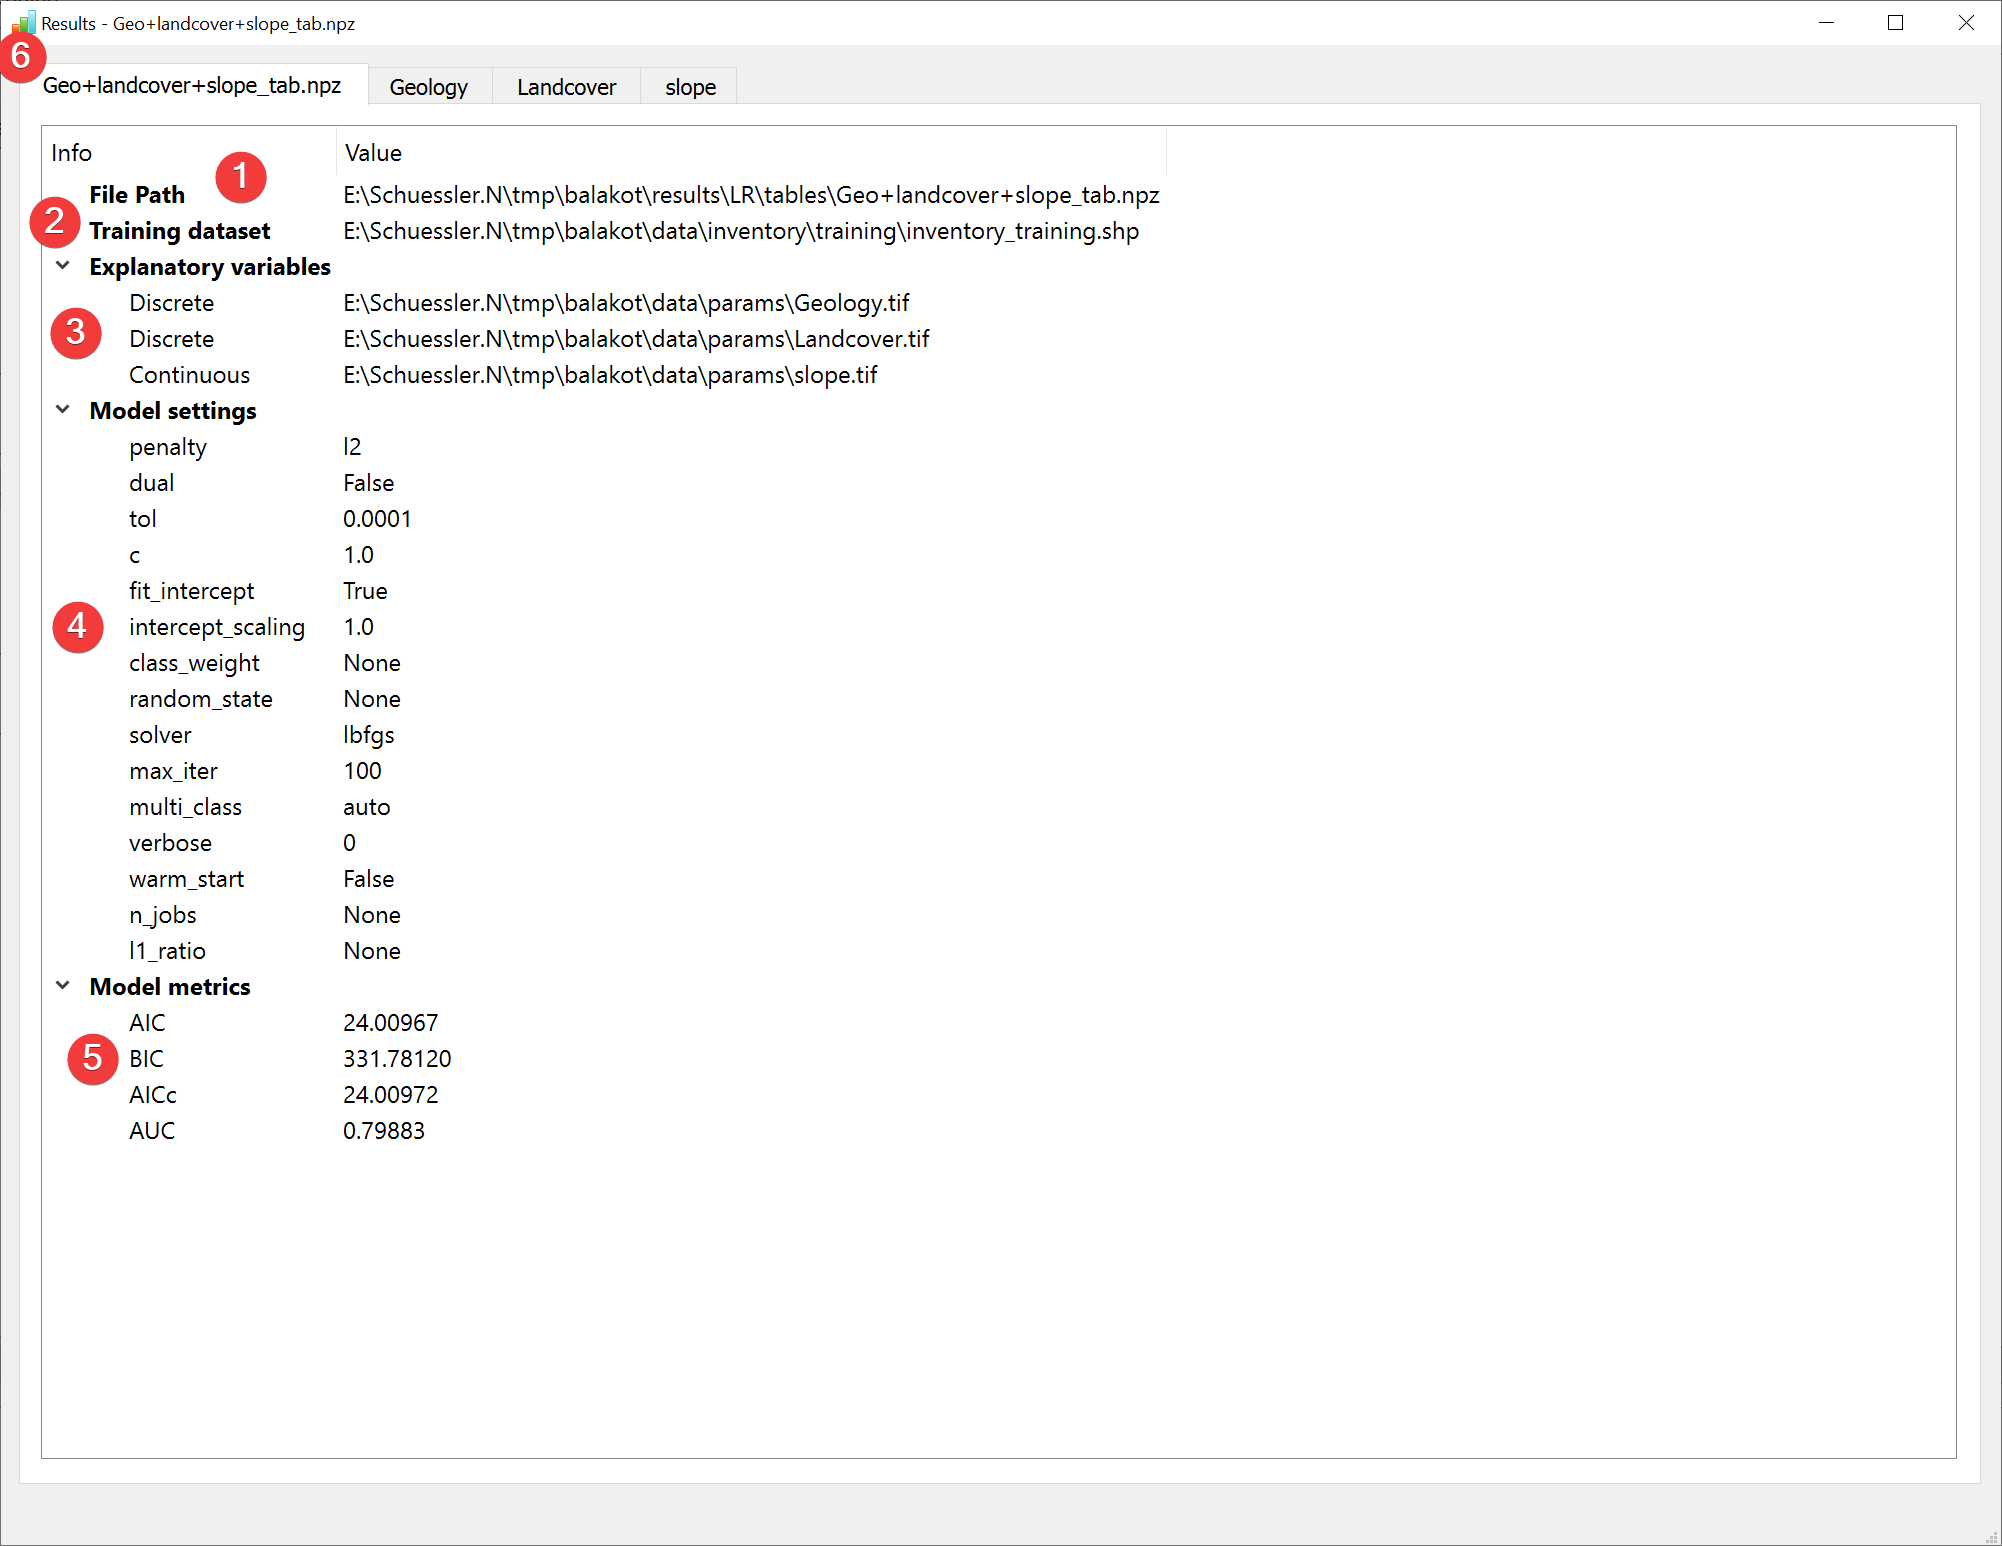 Results - Geo+landcover+slope_tab.npz
6
Geo+landcover+slope_tab.npz Geology Landcover slope
Info Value
1
File Path E:\Schuessler.N\tmp\balakot\results\LR\tables\Geo+landcover+slope_tab.npz
2
Training dataset E:\Schuessler.N\tmp\balakot\data\inventory\training\inventory_training.shp
Explanatory variables
Discrete E:\Schuessler.N\tmp\balakot\data\params\Geology.tif
3
Discrete E:\Schuessler.N\tmp\balakot\data\params\Landcover.tif
Continuous E:\Schuessler.N\tmp\balakot\data\params\slope.tif
Model settings
penalty l2
dual False
tol 0.0001
c 1.0
fit_intercept True
4 intercept_scaling 1.0
class_weight None
random_state None
solver lbfgs
max_iter 100
multi_class auto
verbose 0
warm_start False
n_jobs None
l1_ratio None
Model metrics
AIC 24.00967
5 BIC 331.78120
AICc 24.00972
AUC 0.79883